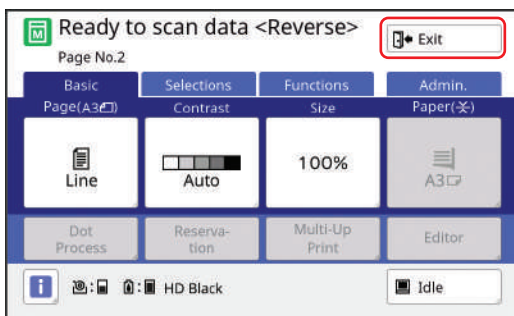 Ready to scan data <Reverse>
Exit
Page No.2
Basic Selections Functions Admin.
Page(A3) Contrast Size Paper(
Line Auto 100% A3
Dot Process
Reserva-tion
Multi-Up Print
Editor
i : : HD Black Idle